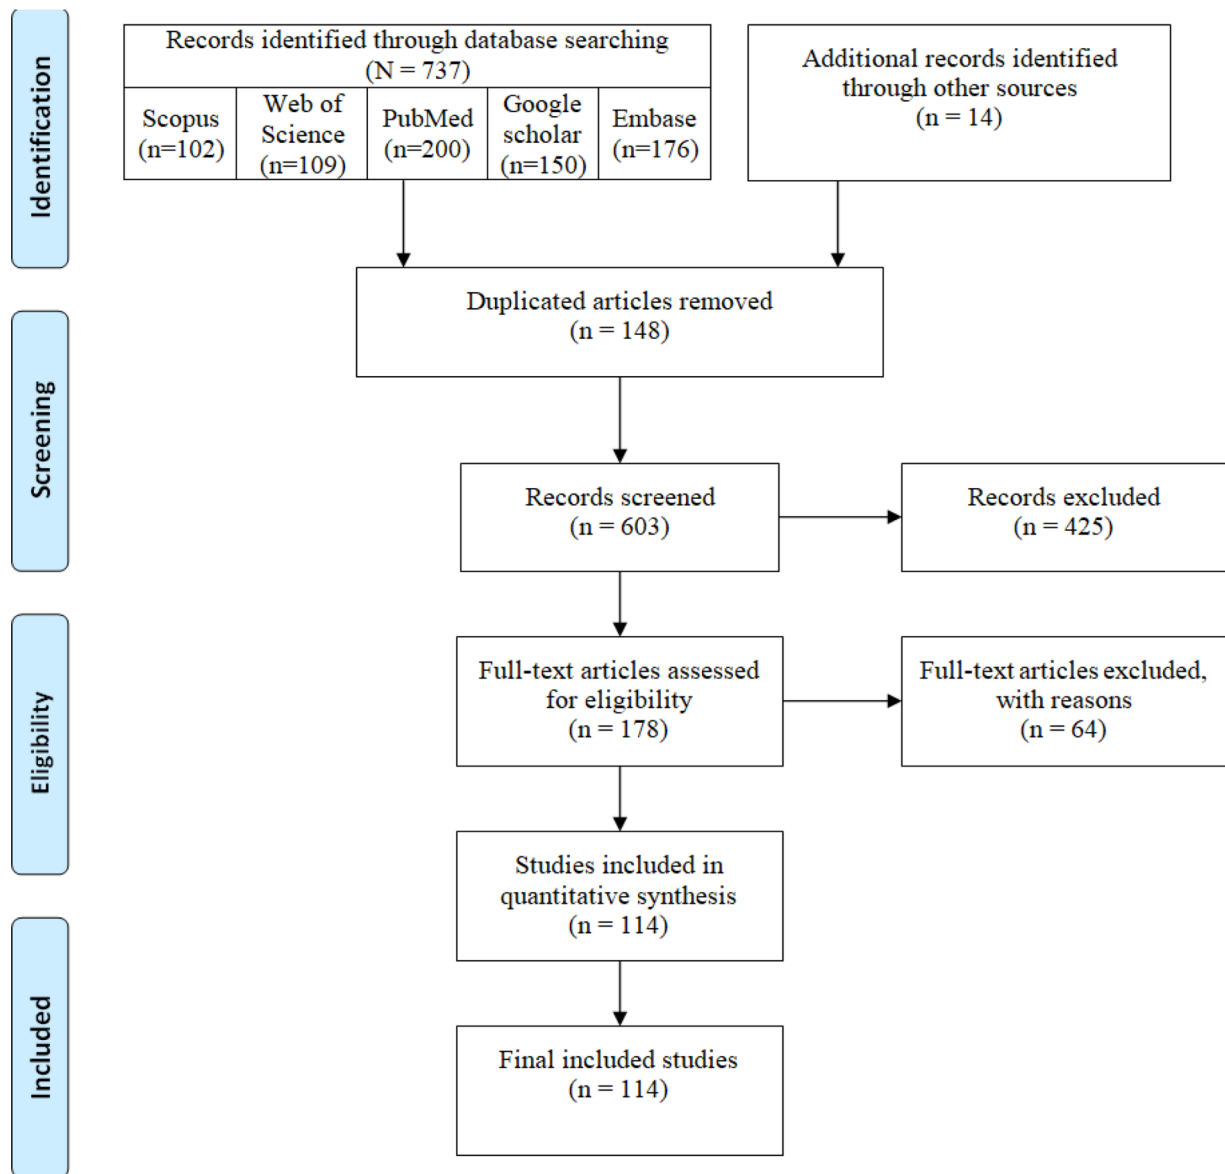 Identification
Records identified through database searching
(N = 737)
Scopus
(n=102)
Web of
Science
(n=109)
PubMed
(n=200)
Google
scholar
(n=150)
Embase
(n=176)
Additional records identified
through other sources
(n = 14)
Duplicated articles removed
(n = 148)
Screening
Records screened
(n = 603)
Records excluded
(n = 425)
Eligibility
Full-text articles assessed
for eligibility
(n = 178)
Full-text articles excluded,
with reasons
(n = 64)
Studies included in
quantitative synthesis
(n = 114)
Included
Final included studies
(n = 114)